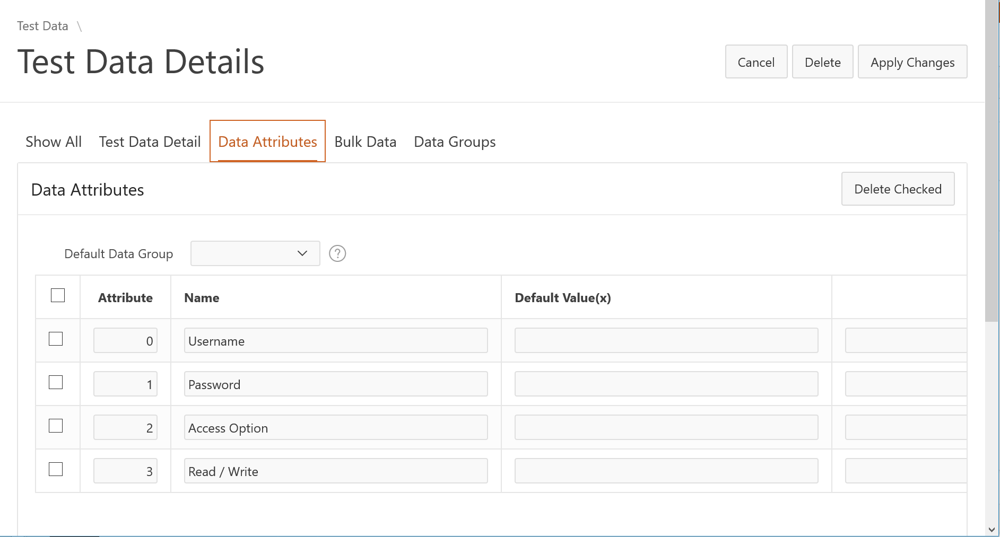 Test Data \
Test Data Details
Cancel Delete Apply Changes
Show All Test Data Detail Data Attributes Bulk Data Data Groups
Data Attributes Delete Checked
Default Data Group ?
Attribute Name Default Value(x)
0 Username
1 Password
2 Access Option
3 Read / Write